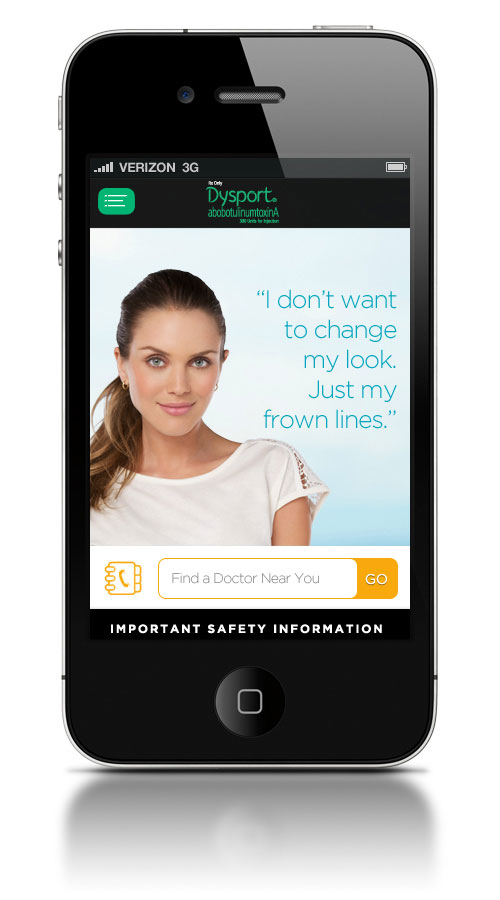 VERIZON 3G
Rx Only
Dysport®
abobotulinumtoxinA
300 Units for Injection
“I don’t want
to change
my look.
Just my
frown lines.”
Find a Doctor Near You
GO
IMPORTANT SAFETY INFORMATION